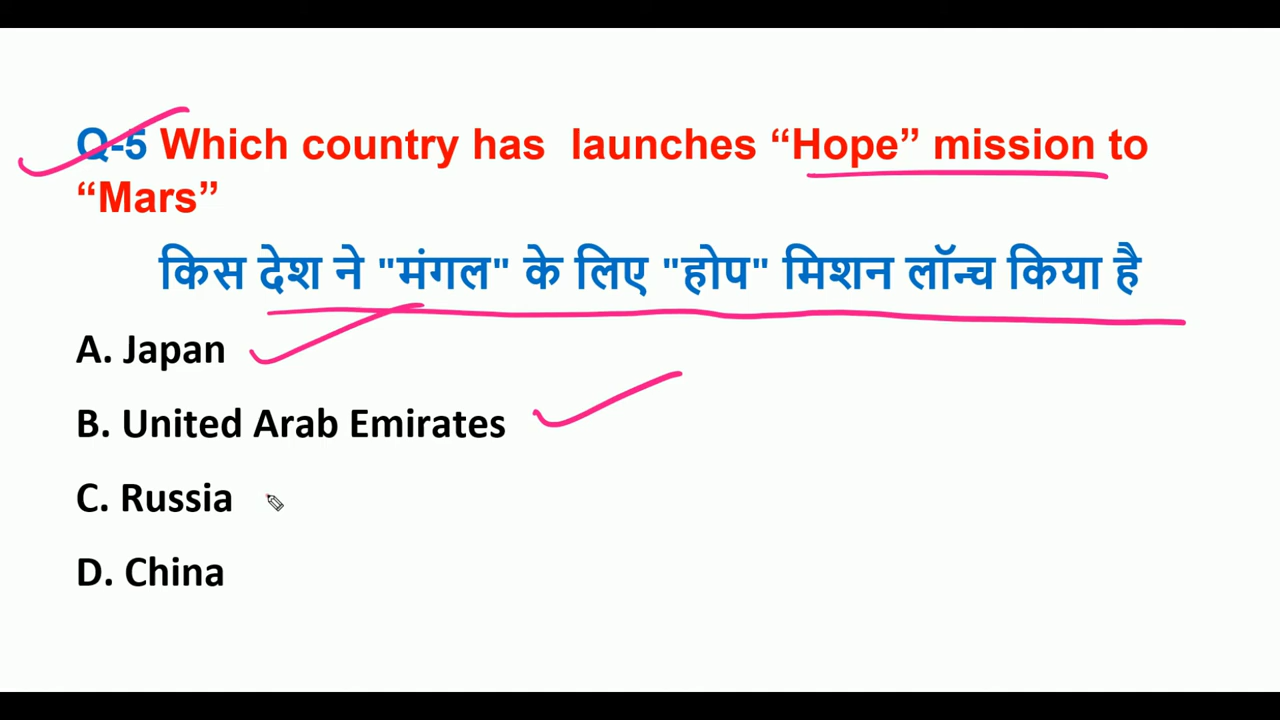 Q-5 Which country has launches “Hope” mission to
“Mars”
किस देश ने "मंगल" के लिए "होप" मिशन लॉन्च किया है
A. Japan
B. United Arab Emirates
C. Russia
D. China